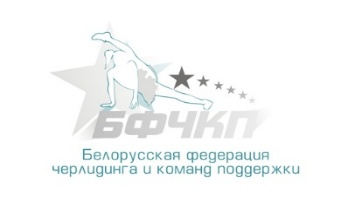 БФЧКП
Белорусская федерация
черлидинга и команд поддержки